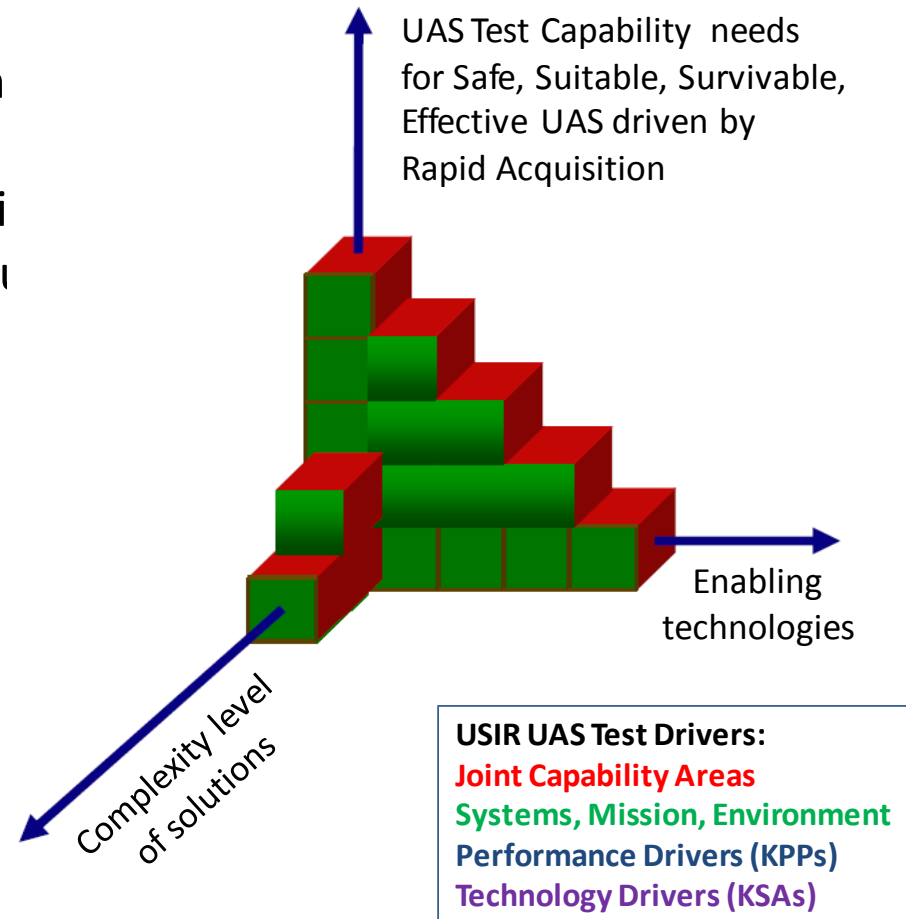 UAS Test Capability needs
for Safe, Suitable, Survivable,
Effective UAS driven by
Rapid Acquisition
Enabling
technologies
Complexity level
of solutions
USIR UAS Test Drivers:
Joint Capability Areas
Systems, Mission, Environment
Performance Drivers (KPPs)
Technology Drivers (KSAs)